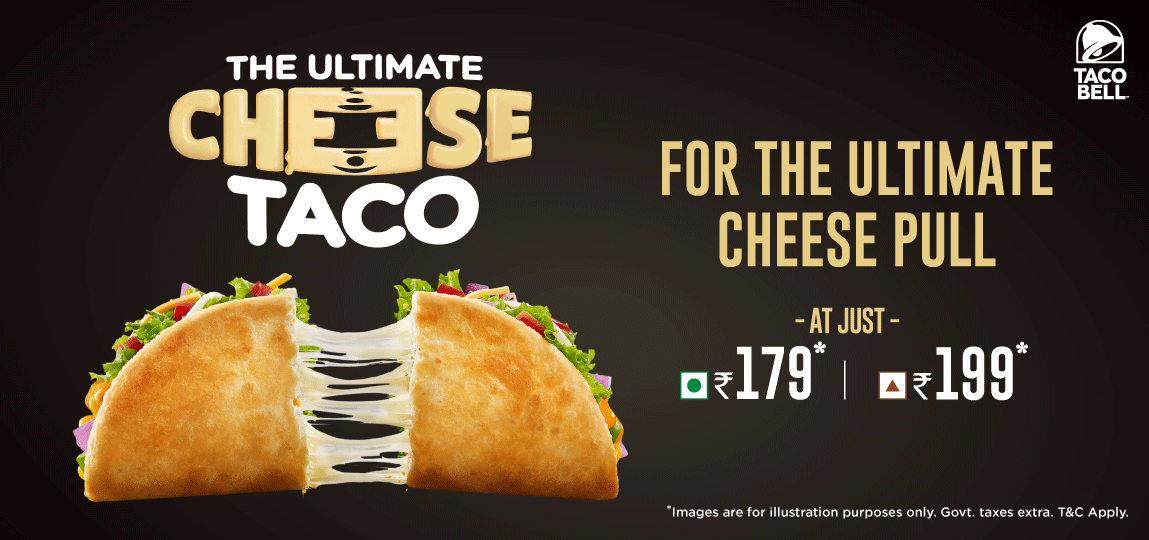 THE ULTIMATE
CHEESE
TACO
TACO
BELL
FOR THE ULTIMATE
CHEESE PULL
- AT JUST -
₹179* | ₹199*
*Images are for illustration purposes only. Govt. taxes extra. T&C Apply.